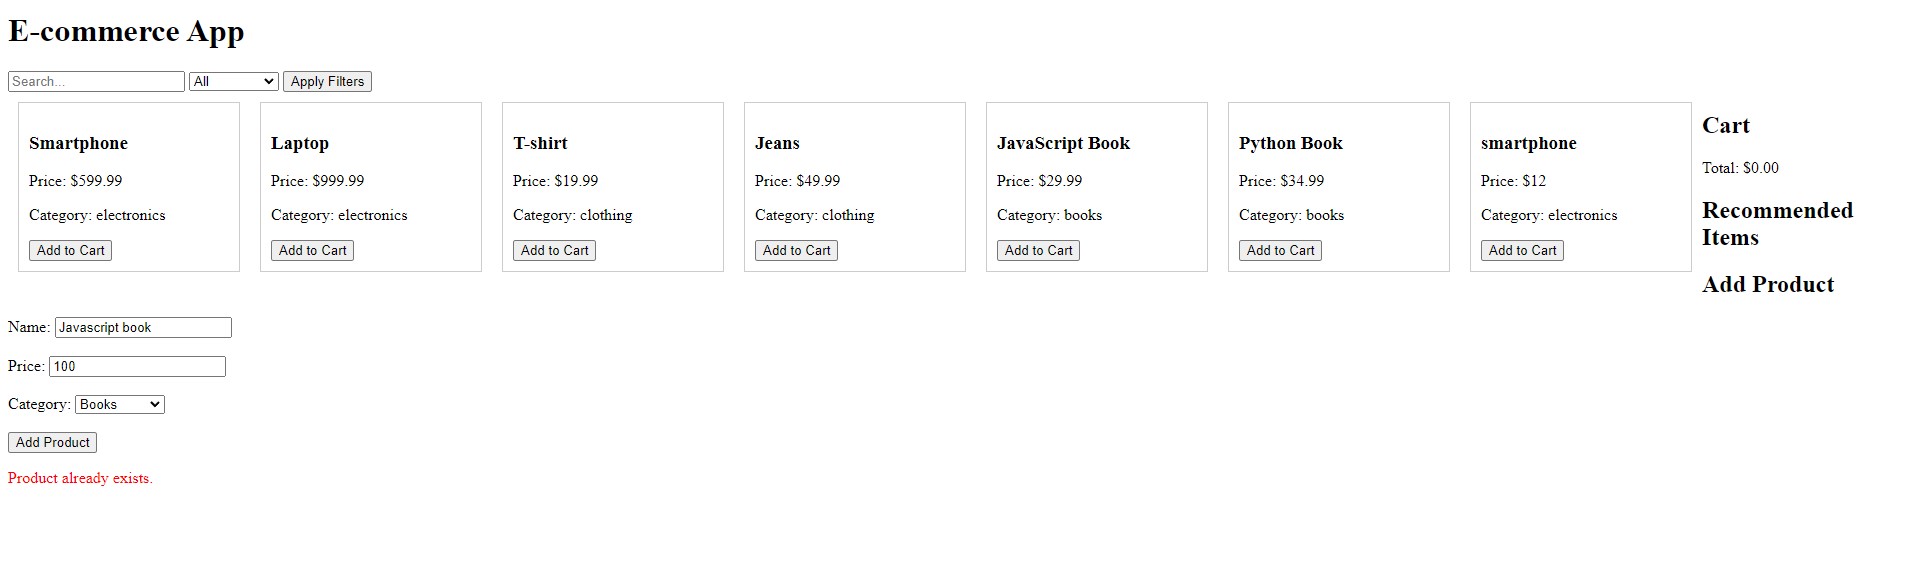 E-commerce App
Search...
All
Apply Filters
Smartphone
Price: $599.99
Category: electronics
Add to Cart
Laptop
Price: $999.99
Category: electronics
Add to Cart
T-shirt
Price: $19.99
Category: clothing
Add to Cart
Jeans
Price: $49.99
Category: clothing
Add to Cart
JavaScript Book
Price: $29.99
Category: books
Add to Cart
Python Book
Price: $34.99
Category: books
Add to Cart
smartphone
Price: $12
Category: electronics
Add to Cart
Cart
Total: $0.00
Recommended
Items
Add Product
Name: Javascript book
Price: 100
Category: Books
Add Product
Product already exists.